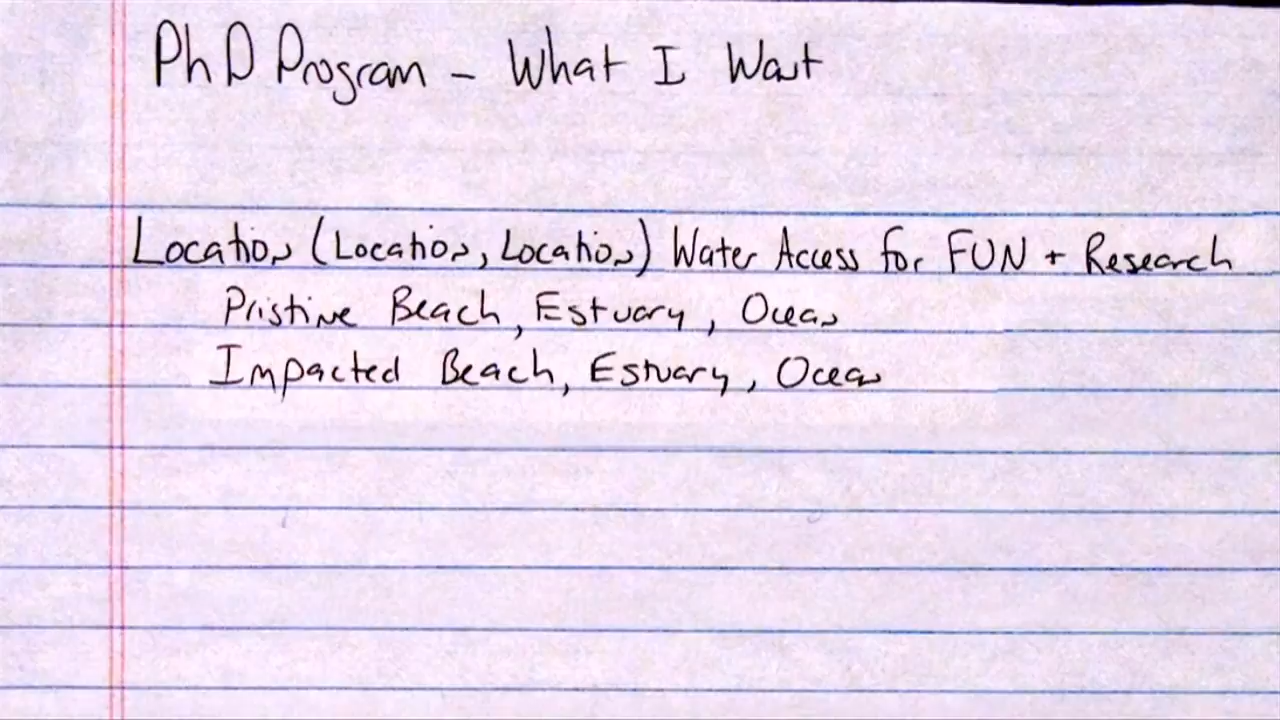 PhD Program - What I Want
Location (Location, Location) Water Access for FUN + Research
Pristine Beach, Estuary, Ocean
Impacted Beach, Estuary, Ocean